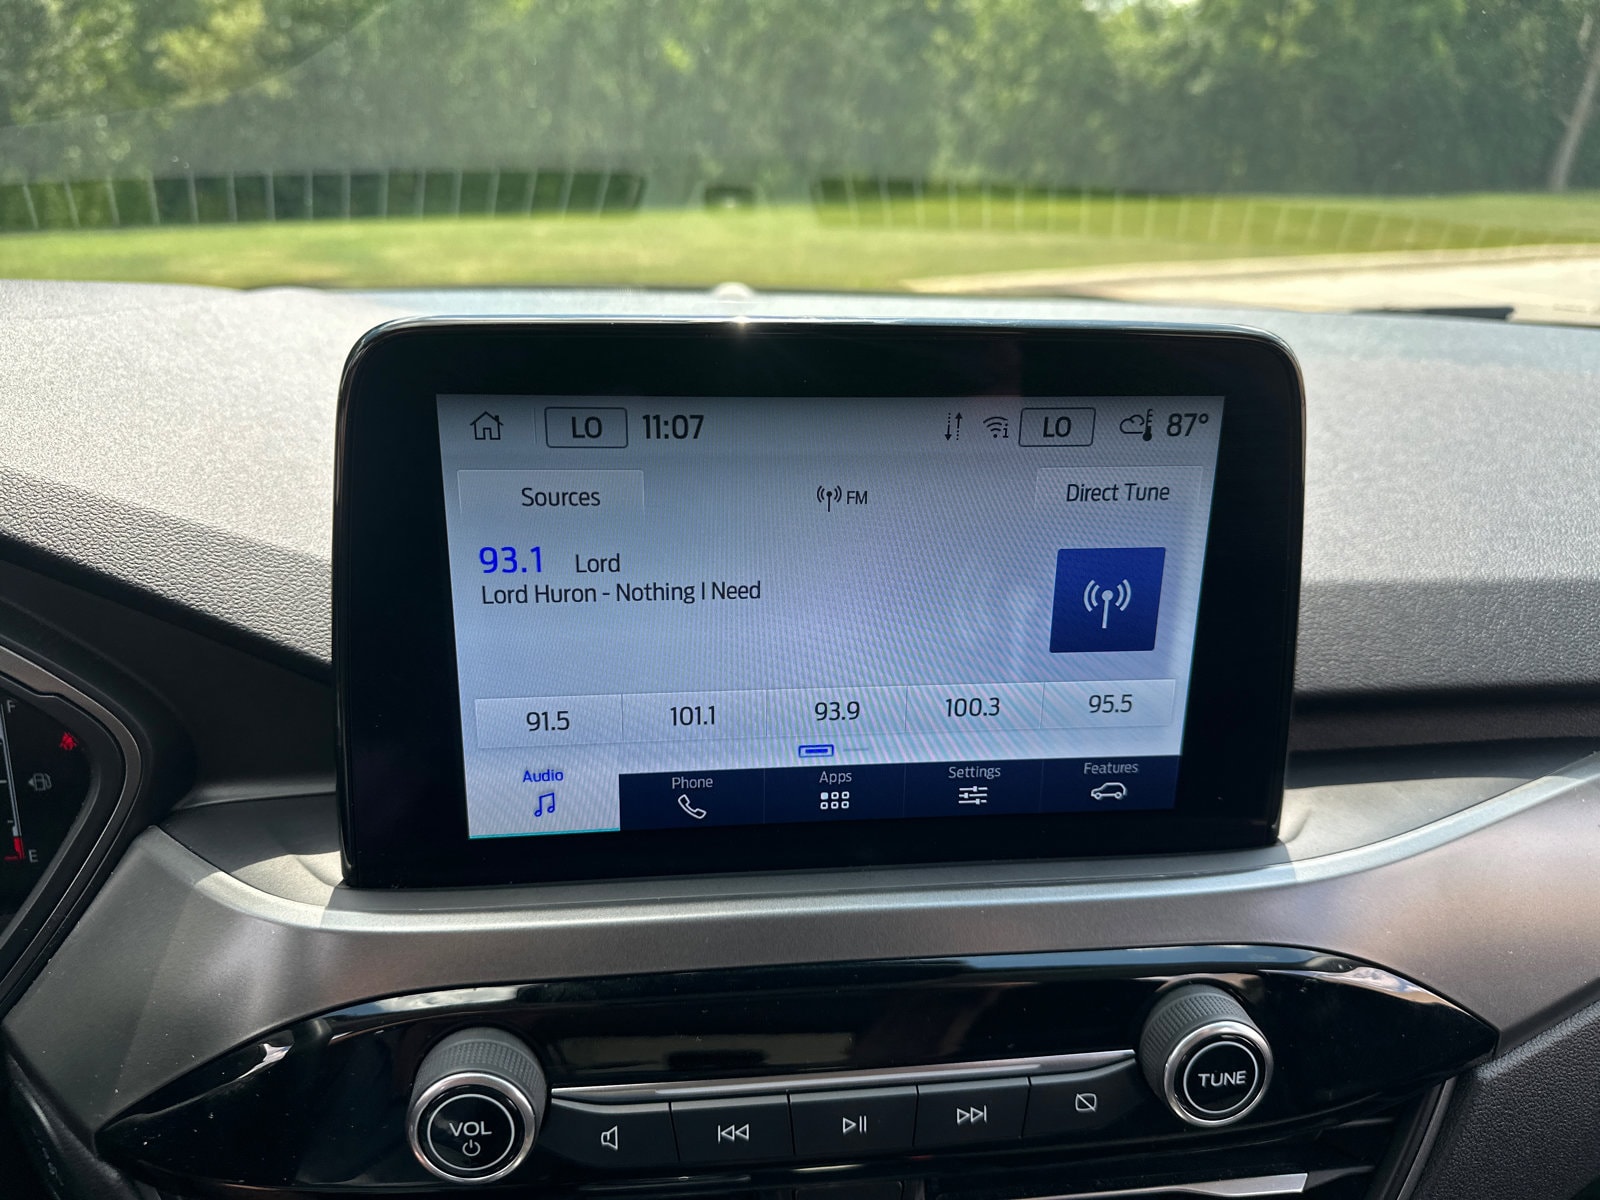 LO 11:07 LO 87°
Sources FM Direct Tune
93.1 Lord
Lord Huron - Nothing I Need
91.5 101.1 93.9 100.3 95.5
Audio Phone Apps Settings Features
F
E
VOL
TUNE